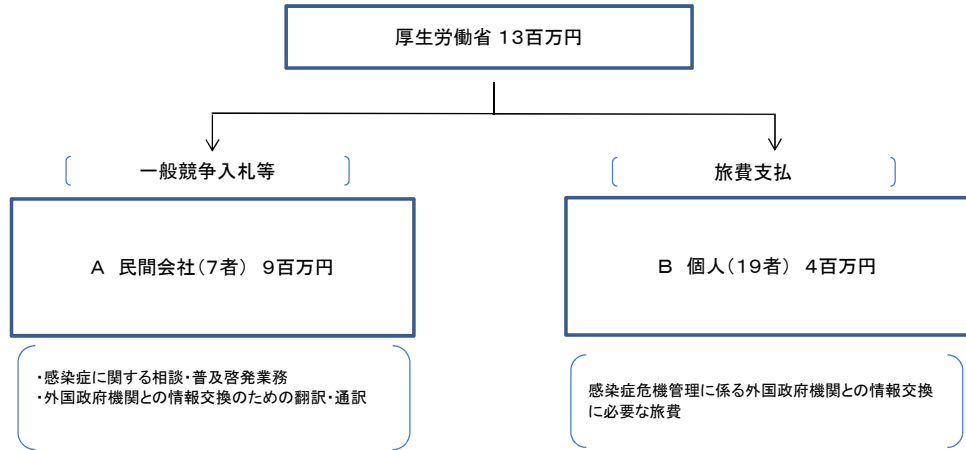 厚生労働省 13百万円
一般競争入札等
旅費支払
A 民間会社(7者) 9百万円
B 個人(19者) 4百万円
・感染症に関する相談・普及啓発業務
・外国政府機関との情報交換のための翻訳・通訳
感染症危機管理に係る外国政府機関との情報交換
に必要な旅費